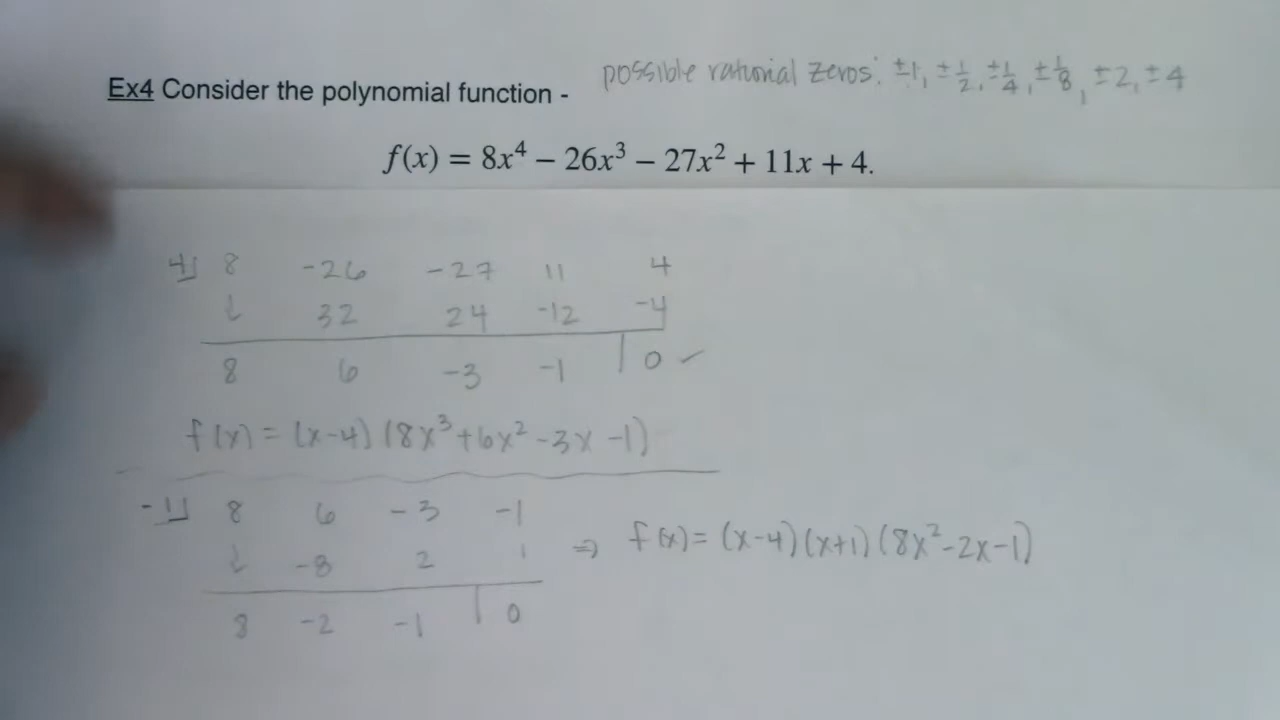 Ex4 Consider the polynomial function - possible rational zeros: ±1, ±1/2, ±1/4, ±1/8, ±2, ±4
f(x) = 8x⁴ − 26x³ − 27x² + 11x + 4.
4⌋ 8 -26 -27 11 4
↓ 32 24 -12 -4
8 6 -3 -1 | 0 ✓
f(x) = (x-4)(8x³+6x²-3x-1)
-1⌋ 8 6 -3 -1
↓ -8 2 1 ⇒ f(x) = (x-4)(x+1)(8x²-2x-1)
8 -2 -1 | 0